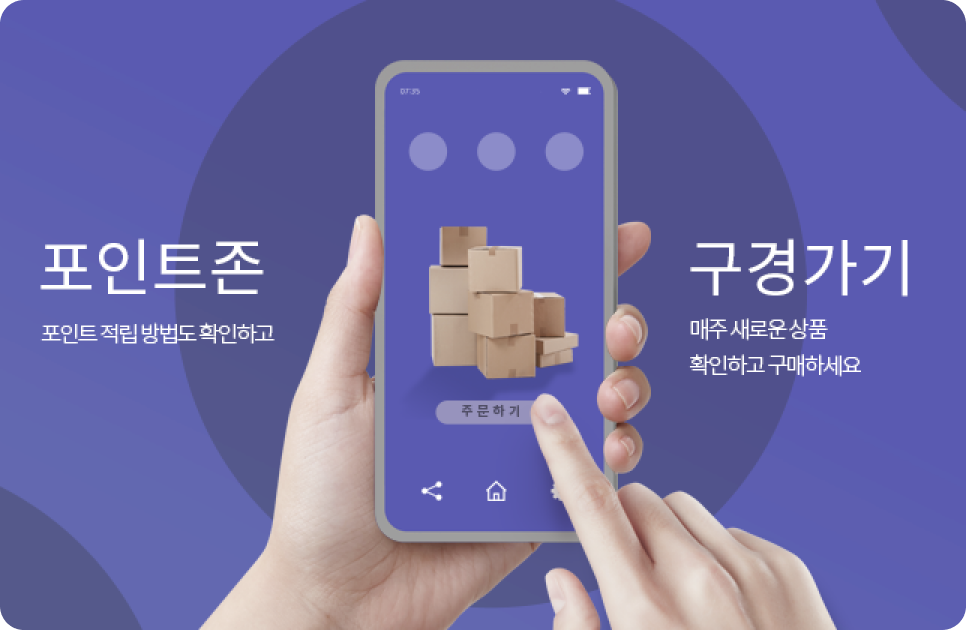 07:35
포인트존
포인트 적립 방법도 확인하고
구경가기
매주 새로운 상품
확인하고 구매하세요
주문하기